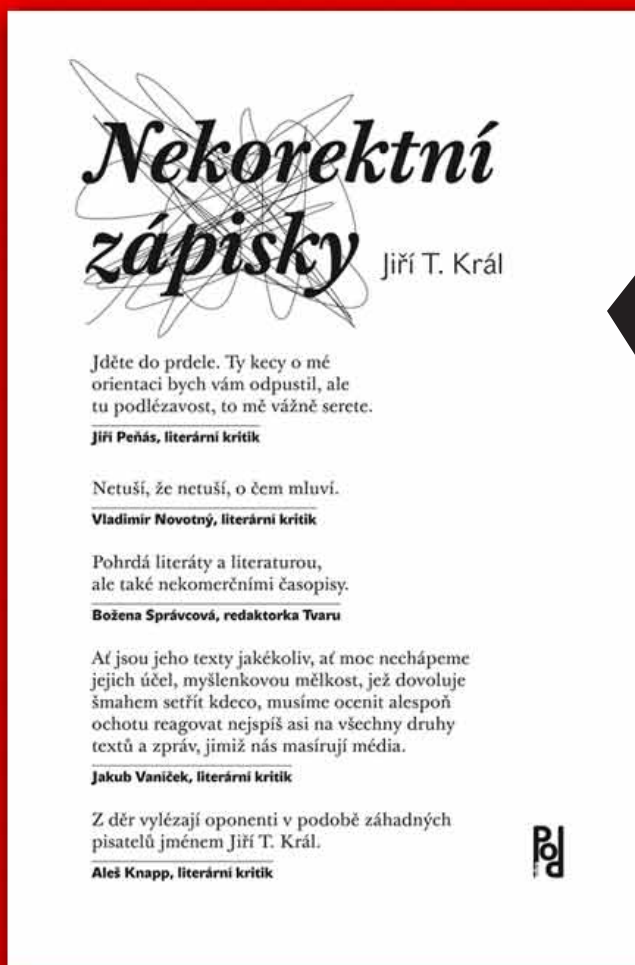 Nekorektní
zápisky Jiří T. Král
Jděte do prdele. Ty kecy o mé
orientaci bych vám odpustil, ale
tu podlézavost, to mě vážně serete.
Jiří Peňás, literární kritik
Netuší, že netuší, o čem mluví.
Vladimír Novotný, literární kritik
Pohrdá literáty a literaturou,
ale také nekomerčními časopisy.
Božena Správcová, redaktorka Tvaru
Ať jsou jeho texty jakékoliv, ať moc nechápeme
jejich účel, myšlenkovou mělkost, jež dovoluje
šmahem setřít kdeco, musíme ocenit alespoň
ochotu reagovat nejspíš asi na všechny druhy
textů a zpráv, jimiž nás masírují média.
Jakub Vaníček, literární kritik
Z děr vylézají oponenti v podobě záhadných
pisatelů jménem Jiří T. Král.
Aleš Knapp, literární kritik